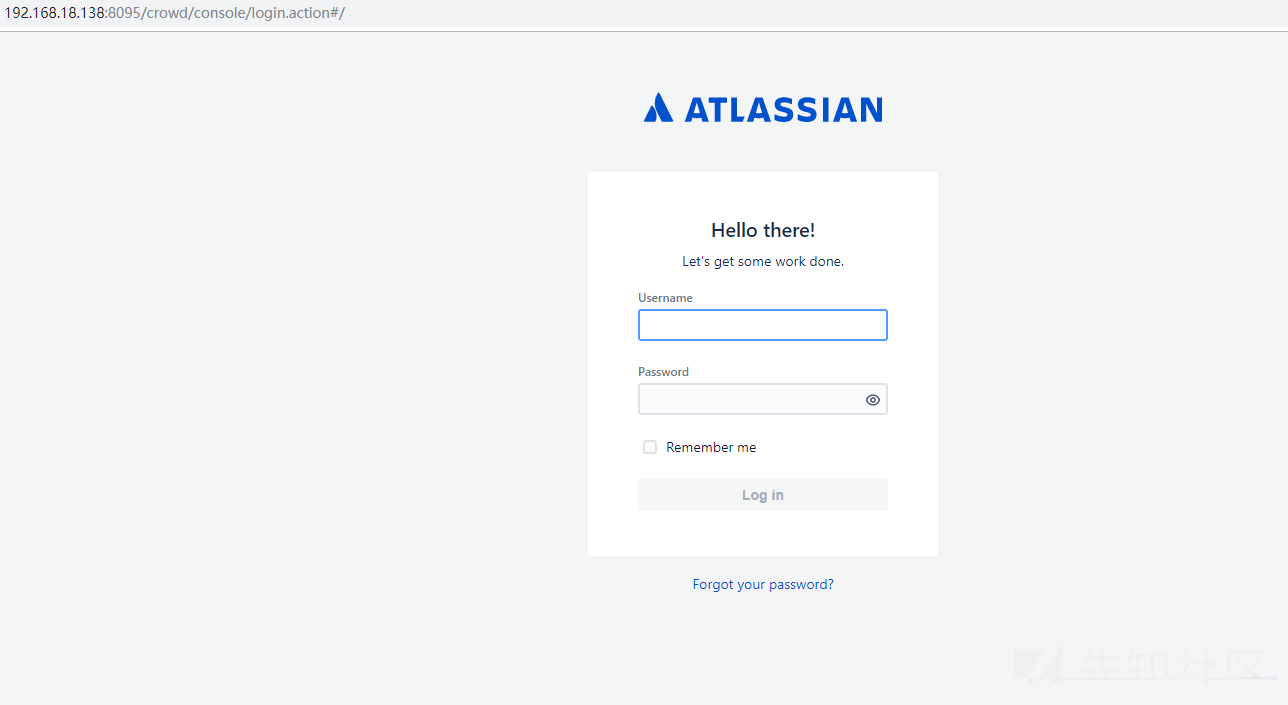 192.168.18.138:8095/crowd/console/login.action#/
ATLASSIAN
Hello there!
Let's get some work done.
Username
Password
Remember me
Log in
Forgot your password?
先知社区